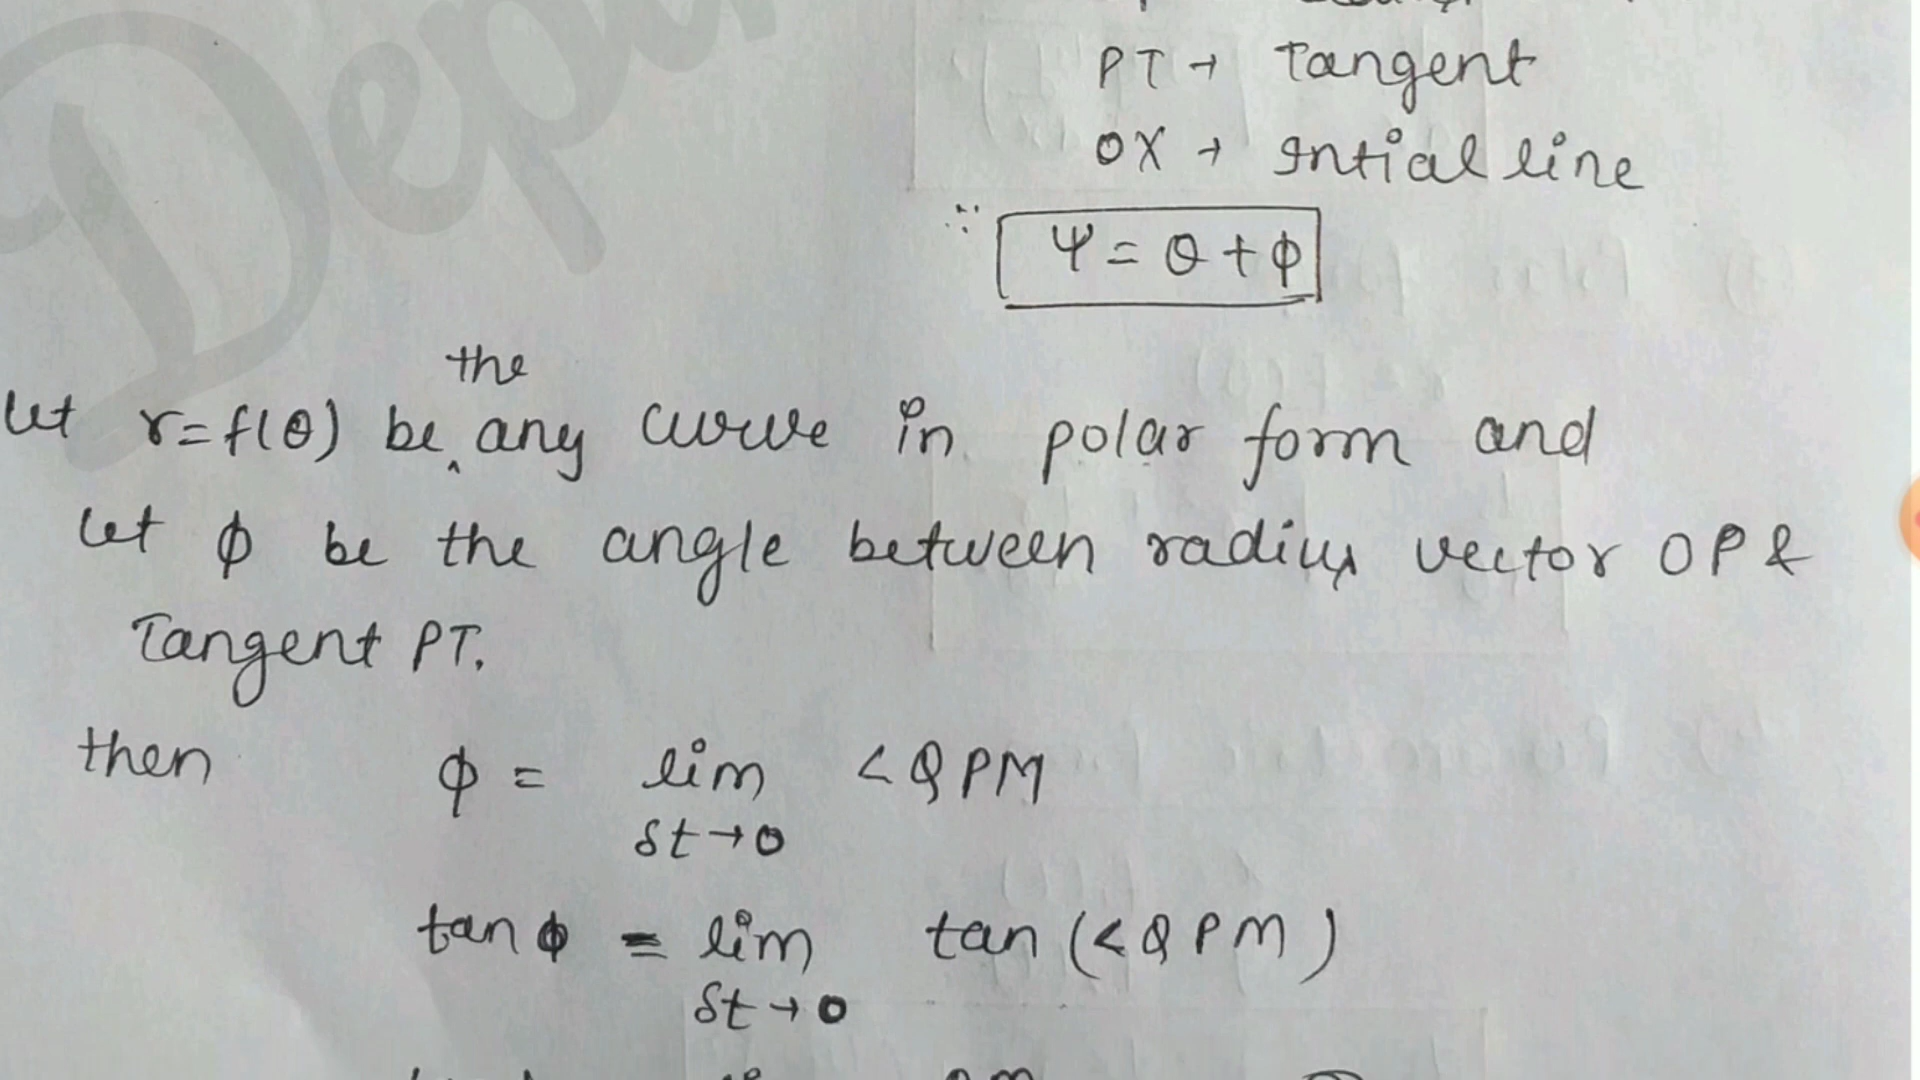 PT → Tangent
OX → Intial line
∵ ψ = θ + φ
the
let r = f(θ) be ‸ any curve in polar form and
let φ be the angle between radius vector OP &
Tangent PT.
then φ = lim <QPM
δt→0
tan φ = lim tan (<QPM)
δt→0